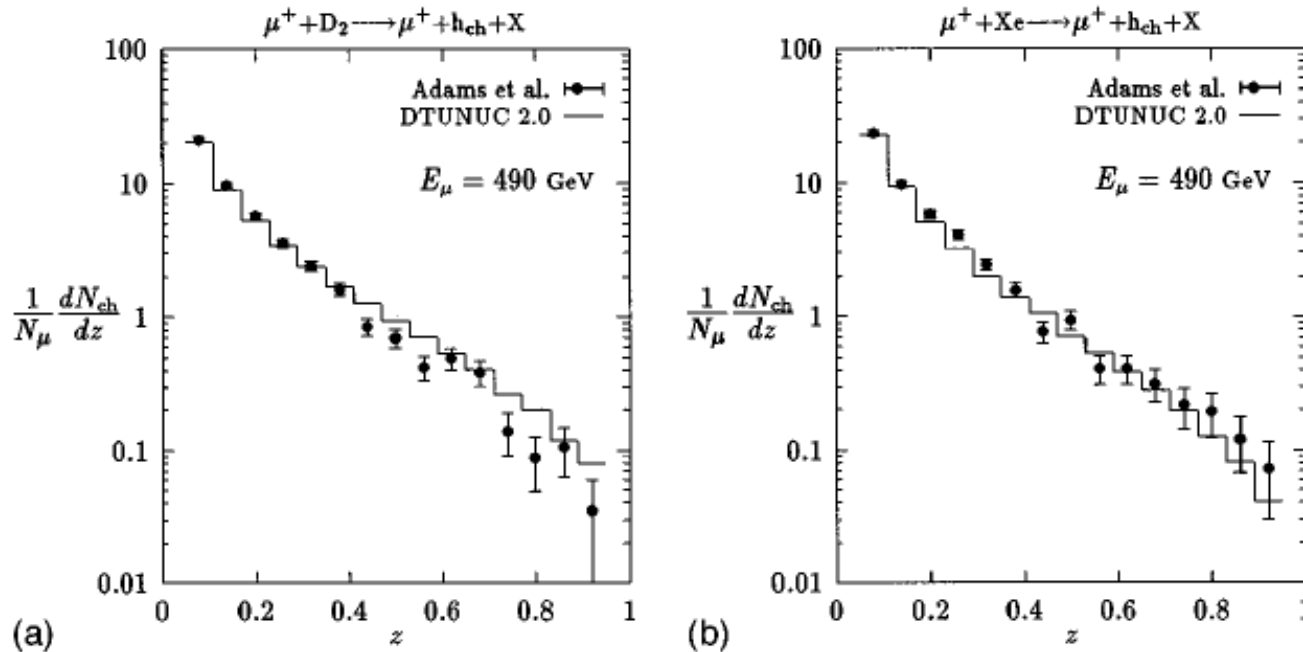 μ⁺+D₂⟶μ⁺+h_ch+X
100
10
1
0.1
0.01
1/N_μ dN_ch/dz
Adams et al.
DTUNUC 2.0
E_μ = 490 GeV
0 0.2 0.4 0.6 0.8 1
z
(a)
μ⁺+Xe⟶μ⁺+h_ch+X
100
10
1
0.1
0.01
1/N_μ dN_ch/dz
Adams et al.
DTUNUC 2.0
E_μ = 490 GeV
0 0.2 0.4 0.6 0.8 1
z
(b)